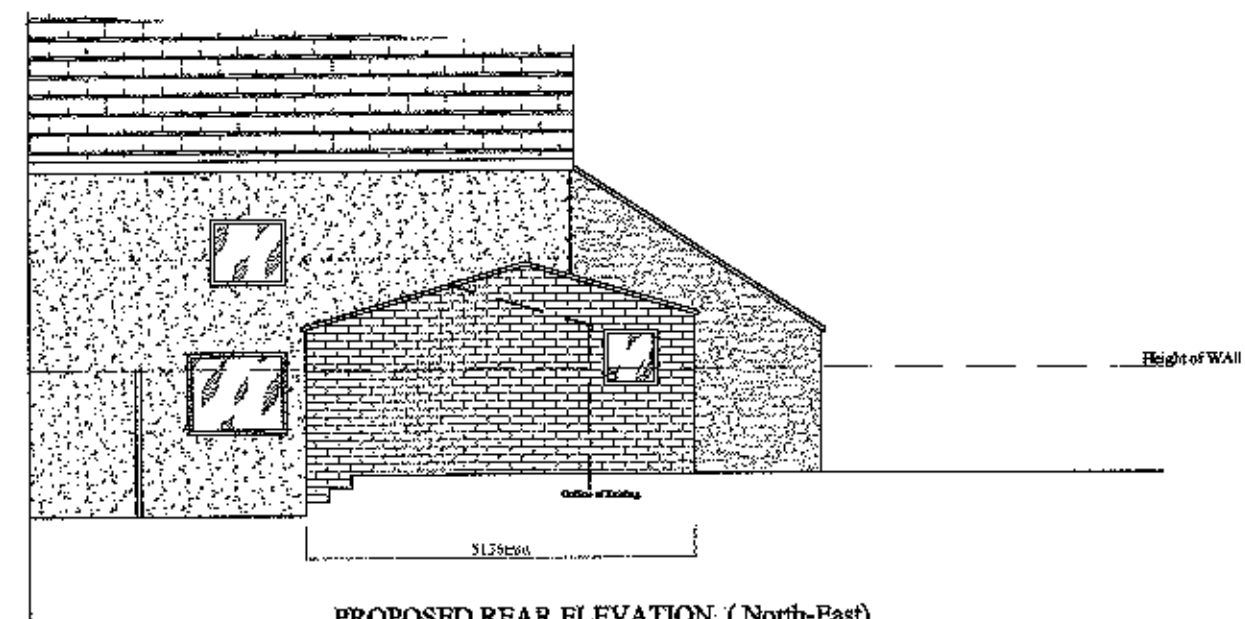 Height of WAll
Outline of Existing
PROPOSED REAR ELEVATION: ( North-East)